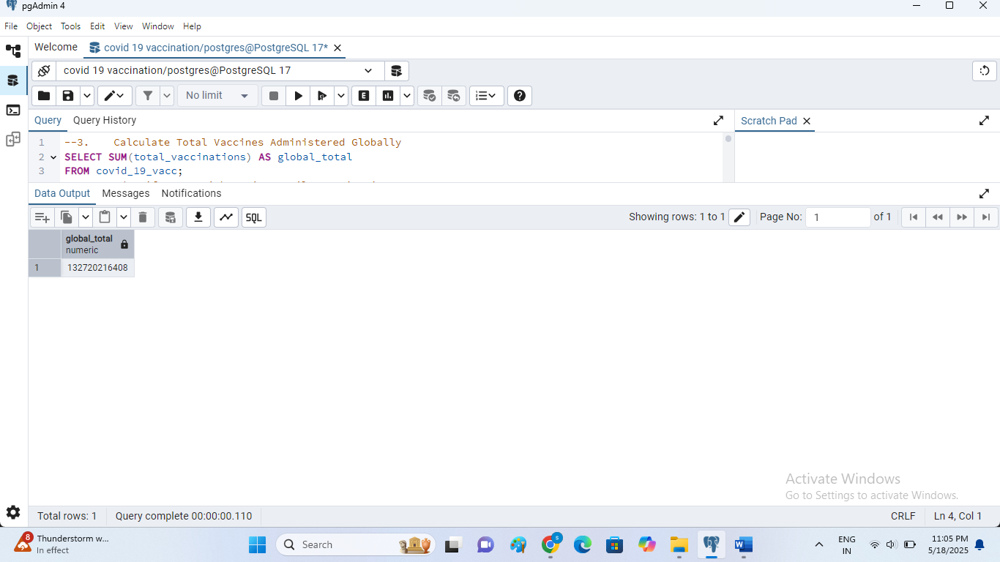 pgAdmin 4
File Object Tools Edit View Window Help
Welcome covid 19 vaccination/postgres@PostgreSQL 17*
covid 19 vaccination/postgres@PostgreSQL 17
No limit
E
Query Query History
Scratch Pad
1 --3. Calculate Total Vaccines Administered Globally
2 SELECT SUM(total_vaccinations) AS global_total
3 FROM covid_19_vacc;
Data Output Messages Notifications
SQL
Showing rows: 1 to 1 Page No: 1 of 1
global_total
numeric
1 132720216408
Activate Windows
Go to Settings to activate Windows.
Total rows: 1 Query complete 00:00:00.110 CRLF Ln 4, Col 1
8 Thunderstorm w...
In effect
Search
S
W
ENG
IN
11:05 PM
5/18/2025